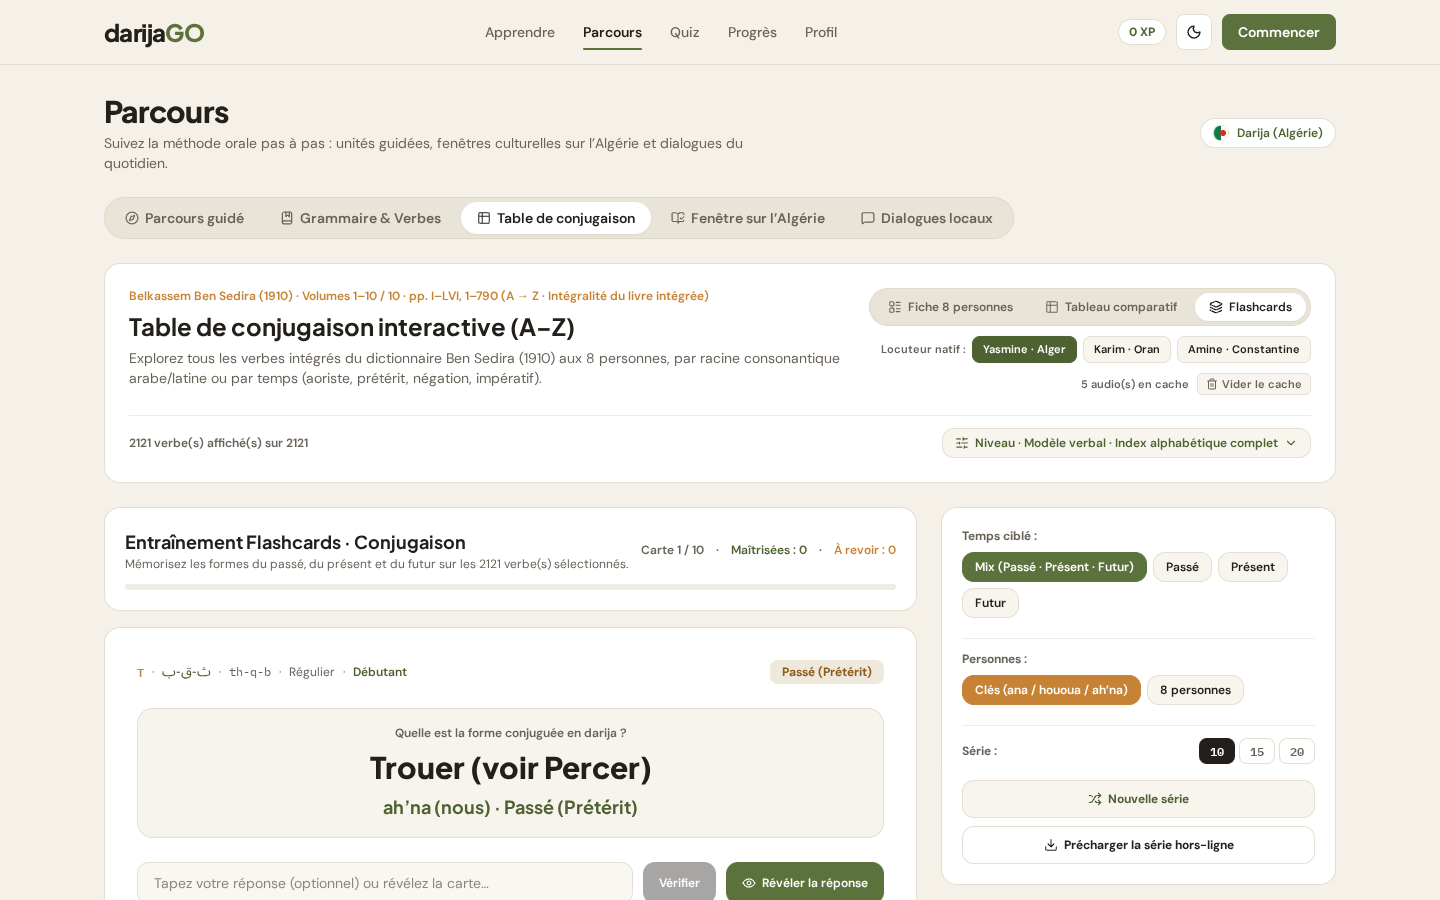 darijaGO
Apprendre
Parcours
Quiz
Progrès
Profil
0 XP
Commencer
Parcours
Suivez la méthode orale pas à pas : unités guidées, fenêtres culturelles sur l’Algérie et dialogues du
quotidien.
Darija (Algérie)
Parcours guidé
Grammaire & Verbes
Table de conjugaison
Fenêtre sur l’Algérie
Dialogues locaux
Belkassem Ben Sedira (1910) · Volumes 1–10 / 10 · pp. I–LVI, 1–790 (A → Z · Intégralité du livre intégrée)
Table de conjugaison interactive (A–Z)
Explorez tous les verbes intégrés du dictionnaire Ben Sedira (1910) aux 8 personnes, par racine consonantique
arabe/latine ou par temps (aoriste, prétérit, négation, impératif).
Fiche 8 personnes
Tableau comparatif
Flashcards
Locuteur natif :
Yasmine · Alger
Karim · Oran
Amine · Constantine
5 audio(s) en cache
Vider le cache
2121 verbe(s) affiché(s) sur 2121
Niveau · Modèle verbal · Index alphabétique complet
Entraînement Flashcards · Conjugaison
Mémorisez les formes du passé, du présent et du futur sur les 2121 verbe(s) sélectionnés.
Carte 1 / 10 · Maîtrisées : 0 · À revoir : 0
T · ث-ق-ب · th-q-b · Régulier · Débutant
Passé (Prétérit)
Quelle est la forme conjuguée en darija ?
Trouer (voir Percer)
ah’na (nous) · Passé (Prétérit)
Tapez votre réponse (optionnel) ou révélez la carte…
Vérifier
Révéler la réponse
Temps ciblé :
Mix (Passé · Présent · Futur)
Passé
Présent
Futur
Personnes :
Clés (ana / hououa / ah’na)
8 personnes
Série :
10
15
20
Nouvelle série
Précharger la série hors-ligne